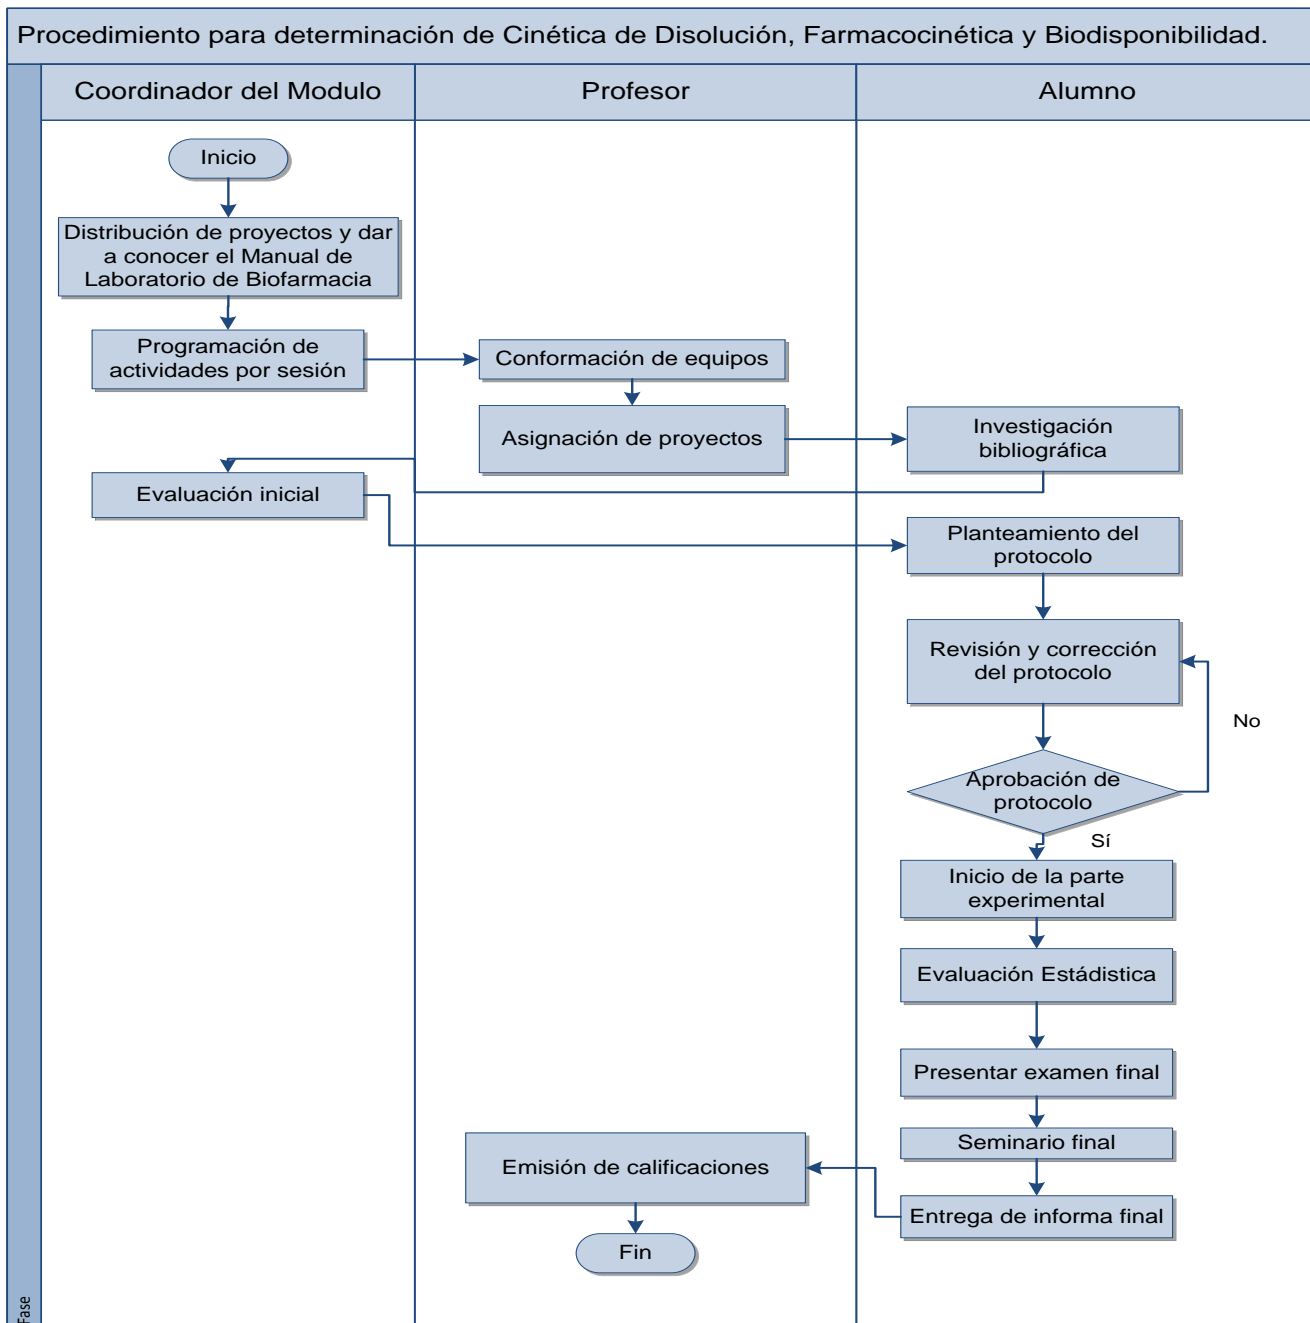 Procedimiento para determinación de Cinética de Disolución, Farmacocinética y Biodisponibilidad.
Coordinador del Modulo
Profesor
Alumno
Inicio
Distribución de proyectos y dar
a conocer el Manual de
Laboratorio de Biofarmacia
Programación de
actividades por sesión
Conformación de equipos
Asignación de proyectos
Investigación
bibliográfica
Evaluación inicial
Planteamiento del
protocolo
Revisión y corrección
del protocolo
No
Aprobación de
protocolo
Sí
Inicio de la parte
experimental
Evaluación Estádistica
Presentar examen final
Seminario final
Entrega de informa final
Emisión de calificaciones
Fin
Fase